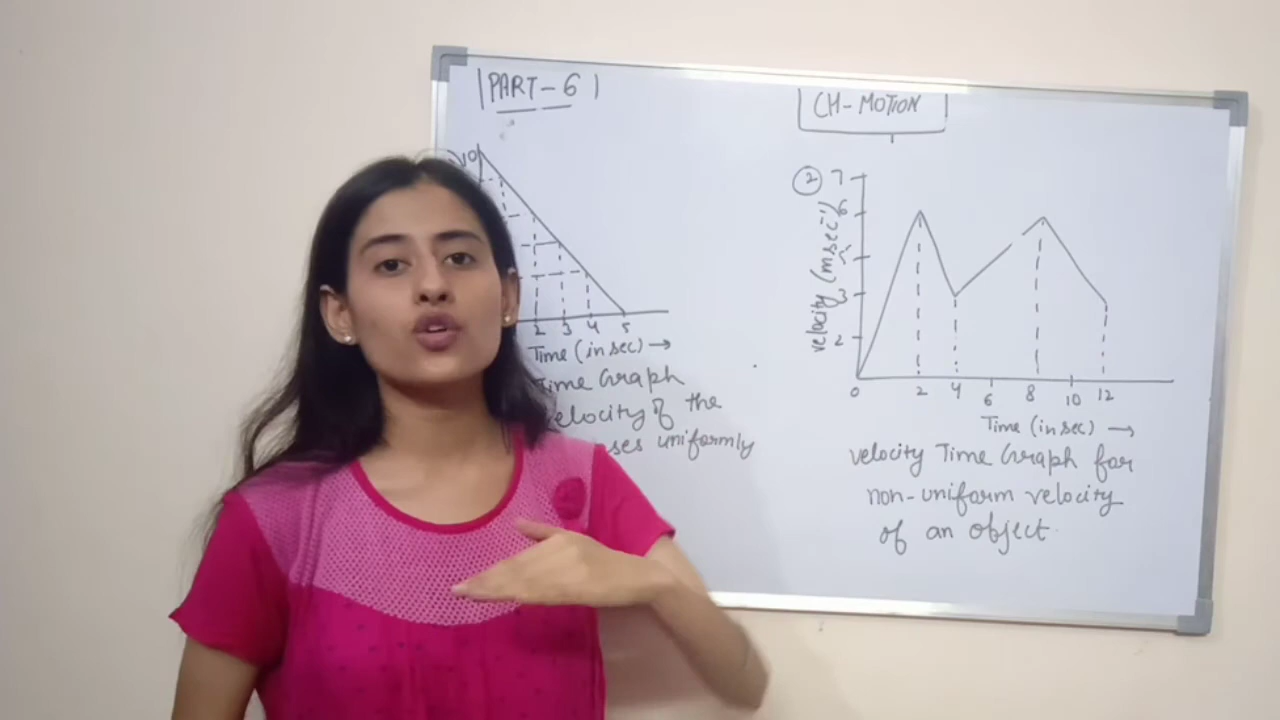 PART-6
CH-MOTION
10
2 3 4 5
Time (in sec) →
Time Graph
velocity of the
ses uniformly
2
7
6
5
3
2
velocity (msec⁻¹)
0 2 4 6 8 10 12
Time (in sec) →
velocity Time Graph for
non-uniform velocity
of an object.